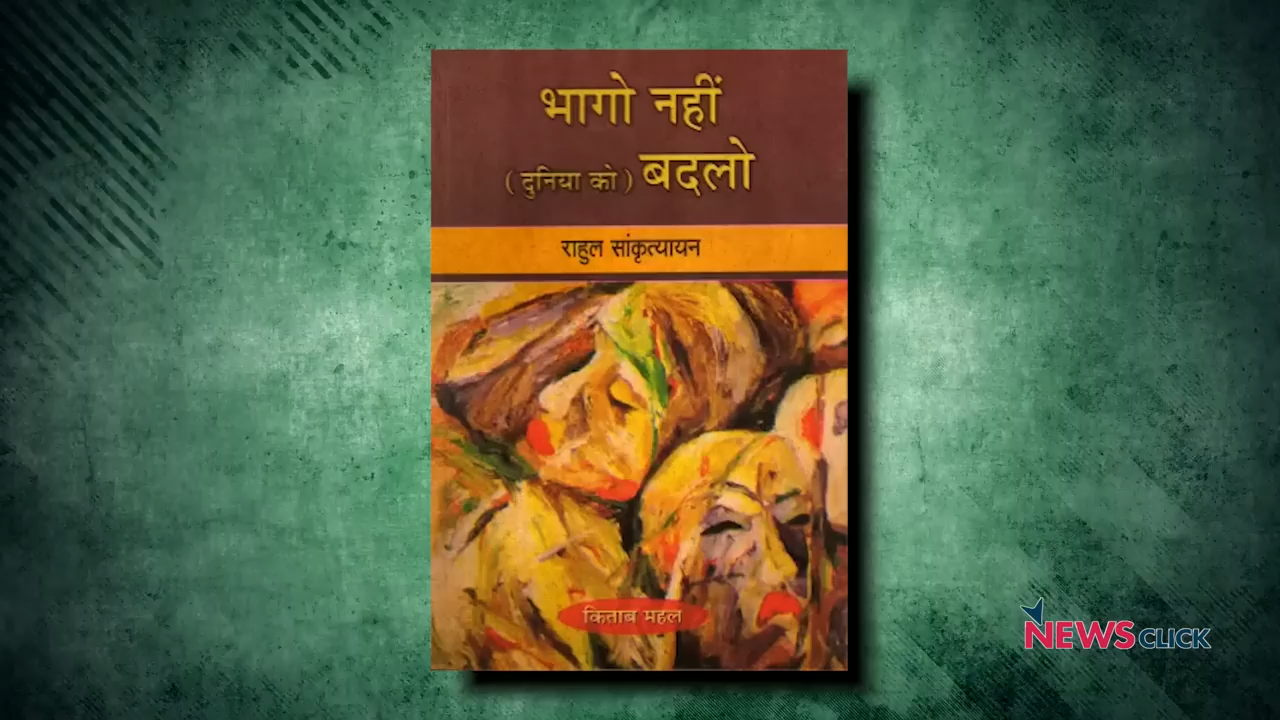 भागो नहीं
( दुनिया को ) बदलो
राहुल सांकृत्यायन
किताब महल
NEWSCLICK